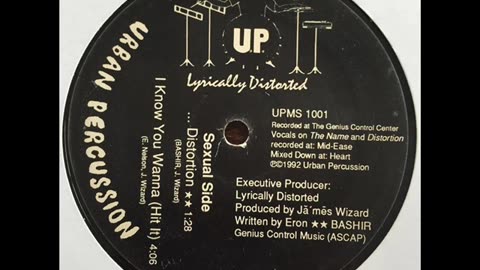 U.P
Lyrically Distorted
URBAN PERCUSSION
UPMS 1001
Recorded at The Genius Control Center
Vocals on The Name and Distortion
recorded at: Mid-Ease
Mixed Down at: Heart
©℗1992 Urban Percussion
Executive Producer:
Lyrically Distorted
Produced by Jā´mēs Wizard
Written by Eron ★★ BASHIR
Genius Control Music (ASCAP)
Sexual Side
... Distortion ★★ 1:28
(BASHIR, J. Wizard)
I Know You Wanna (Hit It) 4:06
(E. Nelson, J. Wizard)